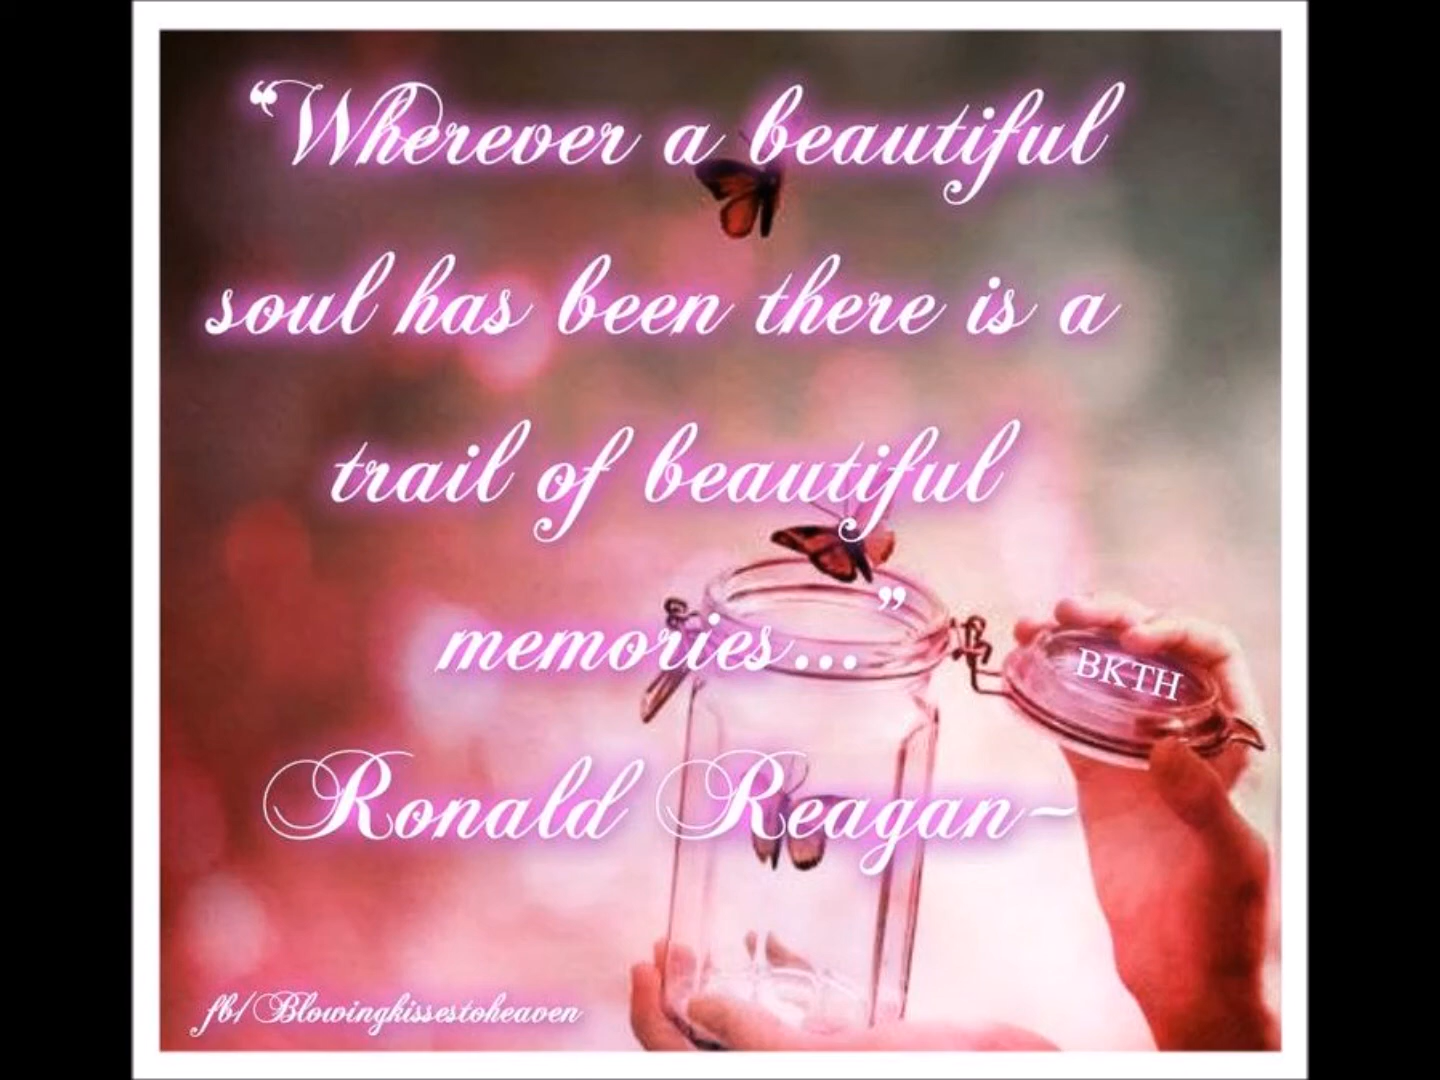 “Wherever a beautiful
soul has been there is a
trail of beautiful
memories...”
BKTH
Ronald Reagan~
fb/Blowingkissestoheaven